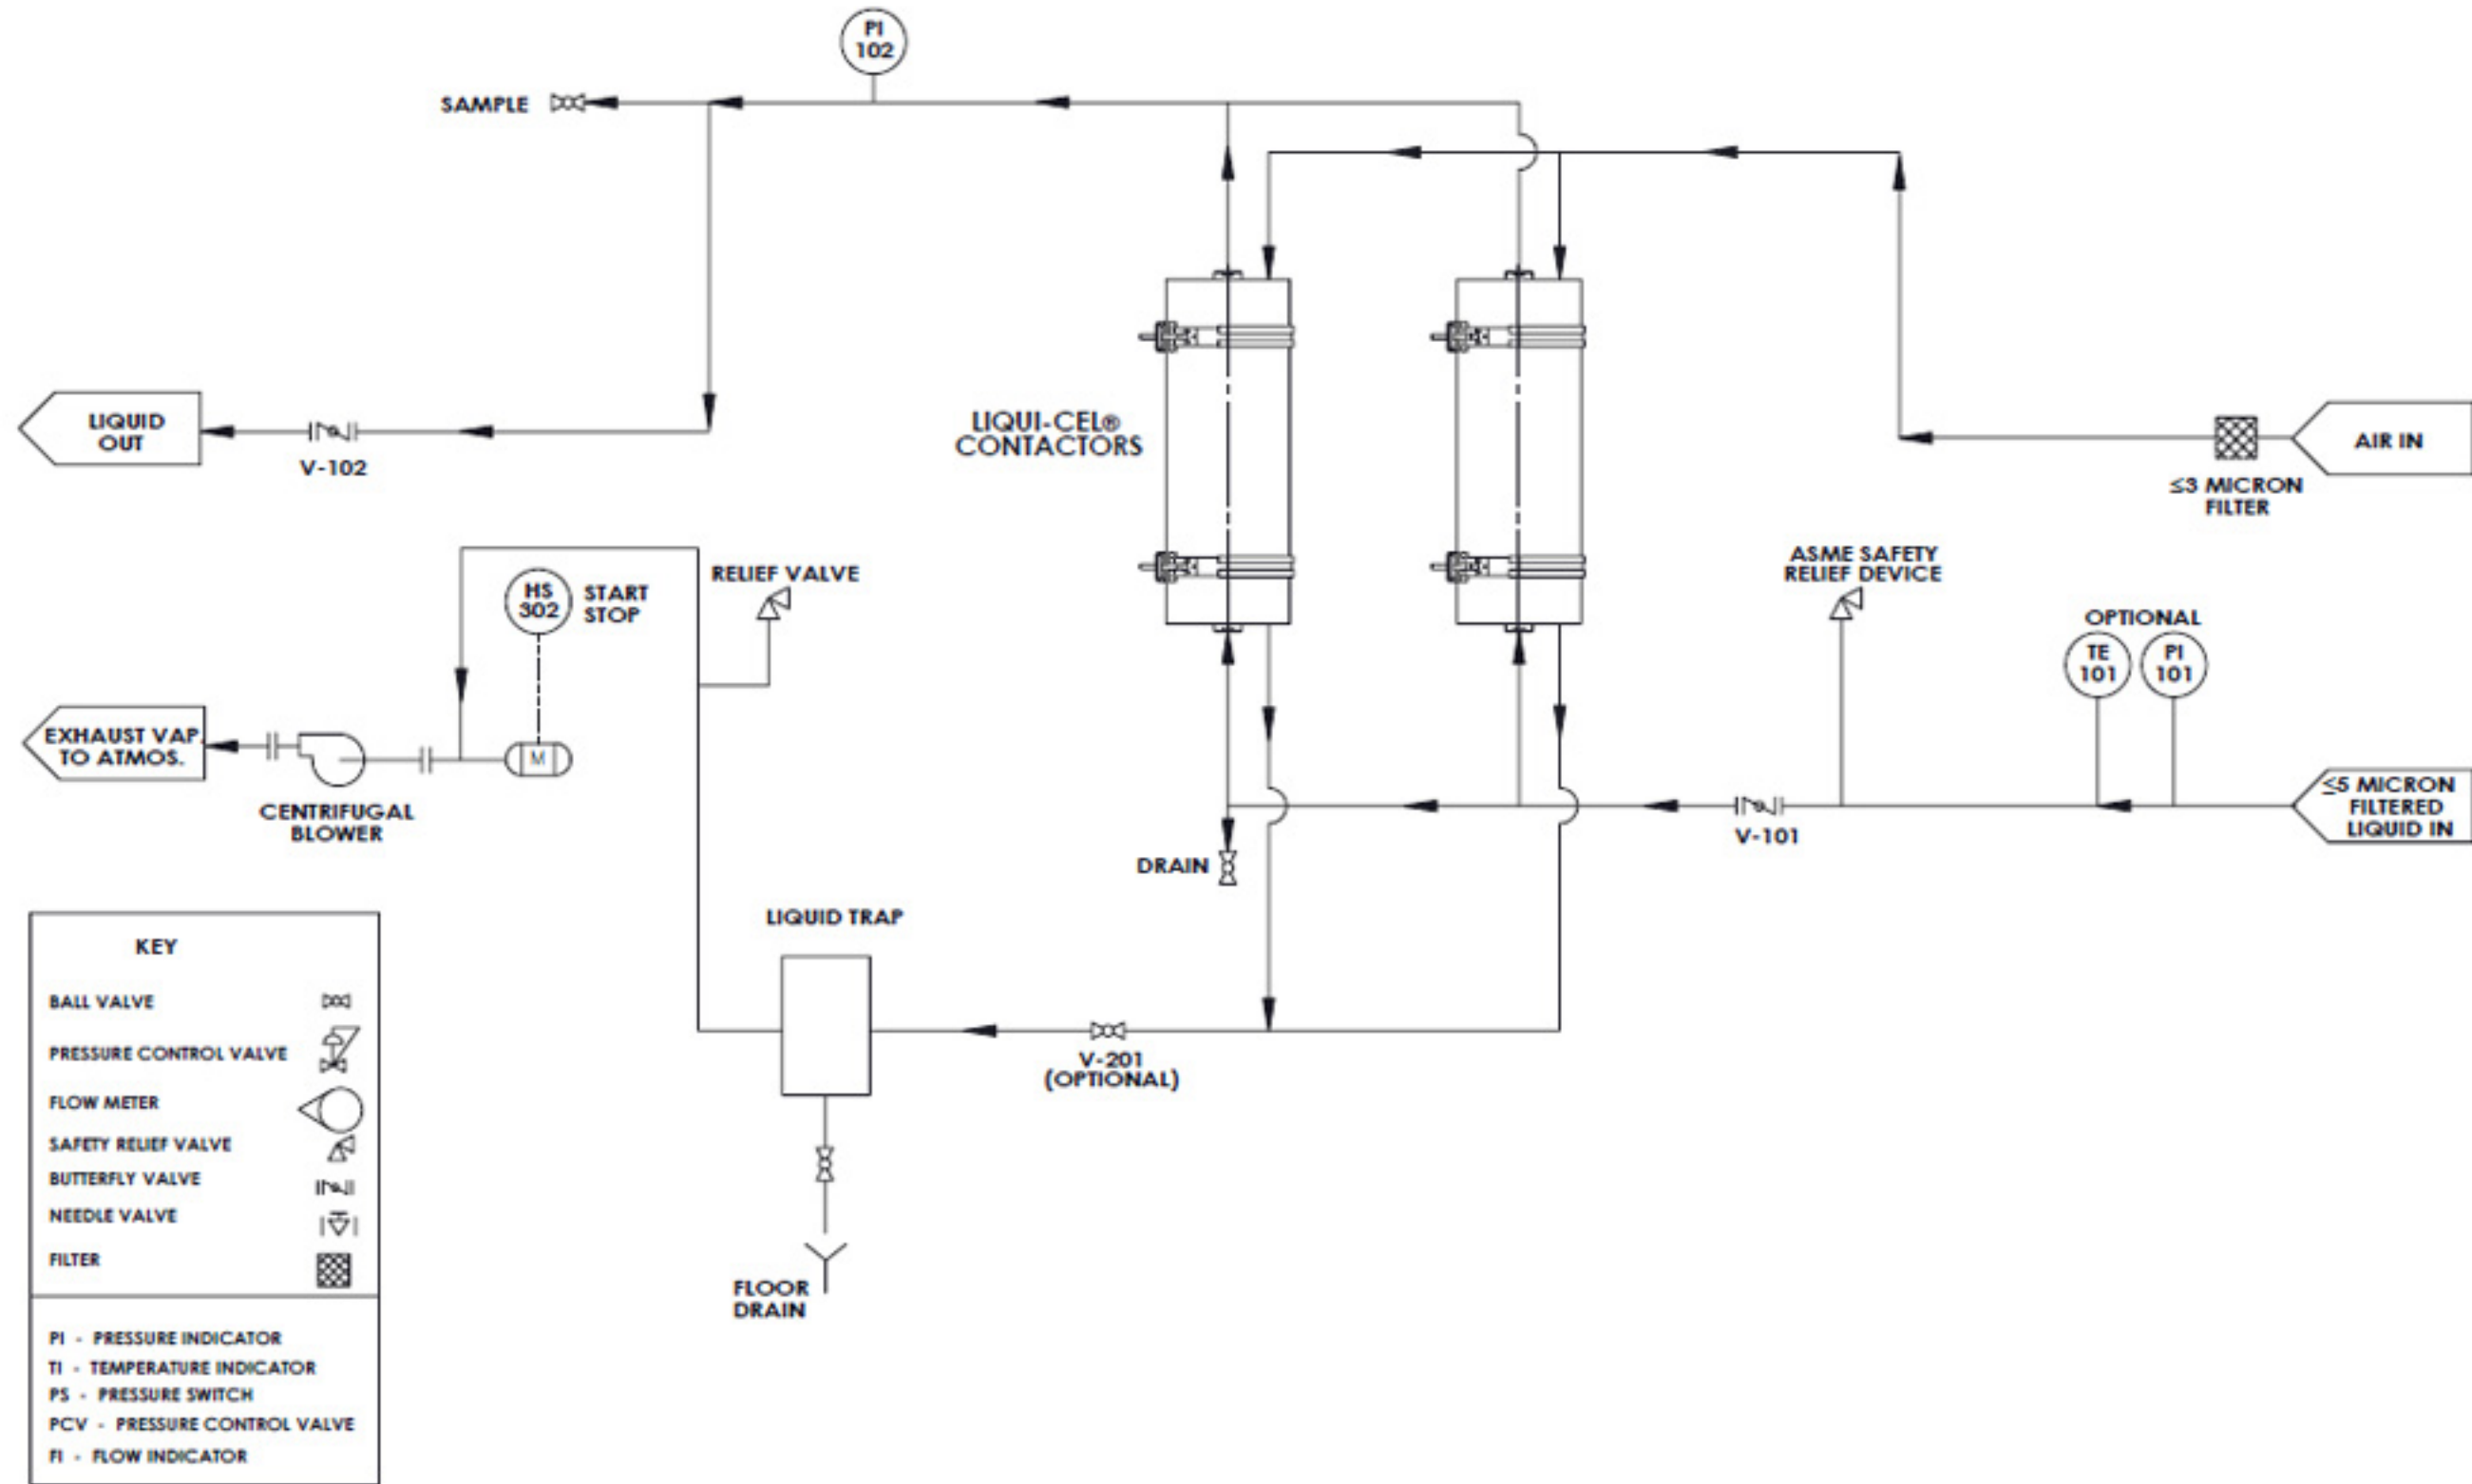 PI
102
SAMPLE
LIQUID
OUT
V-102
LIQUI-CEL®
CONTACTORS
AIR IN
≤3 MICRON
FILTER
ASME SAFETY
RELIEF DEVICE
RELIEF VALVE
HS
302
START
STOP
OPTIONAL
TE
101
PI
101
EXHAUST VAP.
TO ATMOS.
M
CENTRIFUGAL
BLOWER
≤5 MICRON
FILTERED
LIQUID IN
V-101
DRAIN
LIQUID TRAP
V-201
(OPTIONAL)
FLOOR
DRAIN
KEY
BALL VALVE
PRESSURE CONTROL VALVE
FLOW METER
SAFETY RELIEF VALVE
BUTTERFLY VALVE
NEEDLE VALVE
FILTER
PI - PRESSURE INDICATOR
TI - TEMPERATURE INDICATOR
PS - PRESSURE SWITCH
PCV - PRESSURE CONTROL VALVE
FI - FLOW INDICATOR